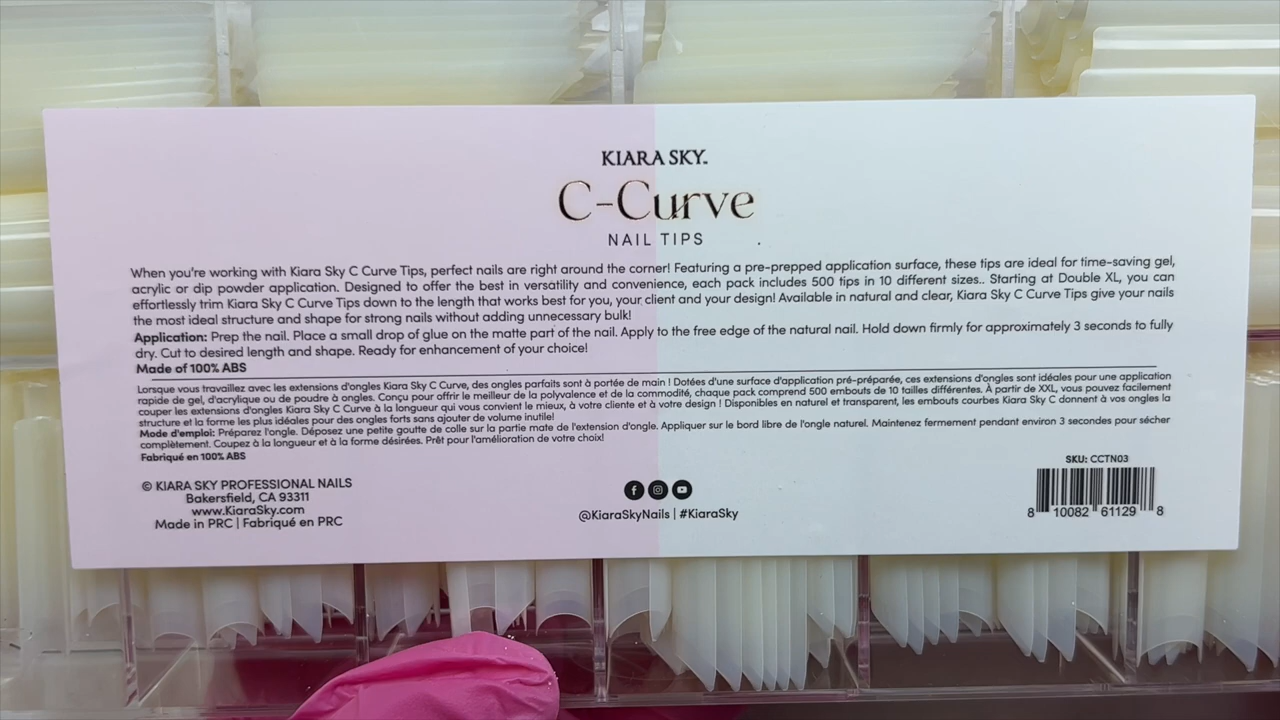 KIARA SKY.
C-Curve
NAIL TIPS
When you're working with Kiara Sky C Curve Tips, perfect nails are right around the corner! Featuring a pre-prepped application surface, these tips are ideal for time-saving gel,
acrylic or dip powder application. Designed to offer the best in versatility and convenience, each pack includes 500 tips in 10 different sizes.. Starting at Double XL, you can
effortlessly trim Kiara Sky C Curve Tips down to the length that works best for you, your client and your design! Available in natural and clear, Kiara Sky C Curve Tips give your nails
the most ideal structure and shape for strong nails without adding unnecessary bulk!
Application: Prep the nail. Place a small drop of glue on the matte part of the nail. Apply to the free edge of the natural nail. Hold down firmly for approximately 3 seconds to fully
dry. Cut to desired length and shape. Ready for enhancement of your choice!
Made of 100% ABS
Lorsque vous travaillez avec les extensions d'ongles Kiara Sky C Curve, des ongles parfaits sont à portée de main ! Dotées d'une surface d'application pré-préparée, ces extensions d'ongles sont idéales pour une application
rapide de gel, d'acrylique ou de poudre à ongles. Conçu pour offrir le meilleur de la polyvalence et de la commodité, chaque pack comprend 500 embouts de 10 tailles différentes. À partir de XXL, vous pouvez facilement
couper les extensions d'ongles Kiara Sky C Curve à la longueur qui vous convient le mieux, à votre cliente et à votre design ! Disponibles en naturel et transparent, les embouts courbes Kiara Sky C donnent à vos ongles la
structure et la forme les plus idéales pour des ongles forts sans ajouter de volume inutile!
Mode d'emploi: Préparez l'ongle. Déposez une petite goutte de colle sur la partie mate de l'extension d'ongle. Appliquer sur le bord libre de l'ongle naturel. Maintenez fermement pendant environ 3 secondes pour sécher
complètement. Coupez à la longueur et à la forme désirées. Prêt pour l'amélioration de votre choix!
Fabriqué en 100% ABS
© KIARA SKY PROFESSIONAL NAILS
Bakersfield, CA 93311
www.KiaraSky.com
Made in PRC | Fabriqué en PRC
@KiaraSkyNails | #KiaraSky
SKU: CCTN03
8 10082 61129 8